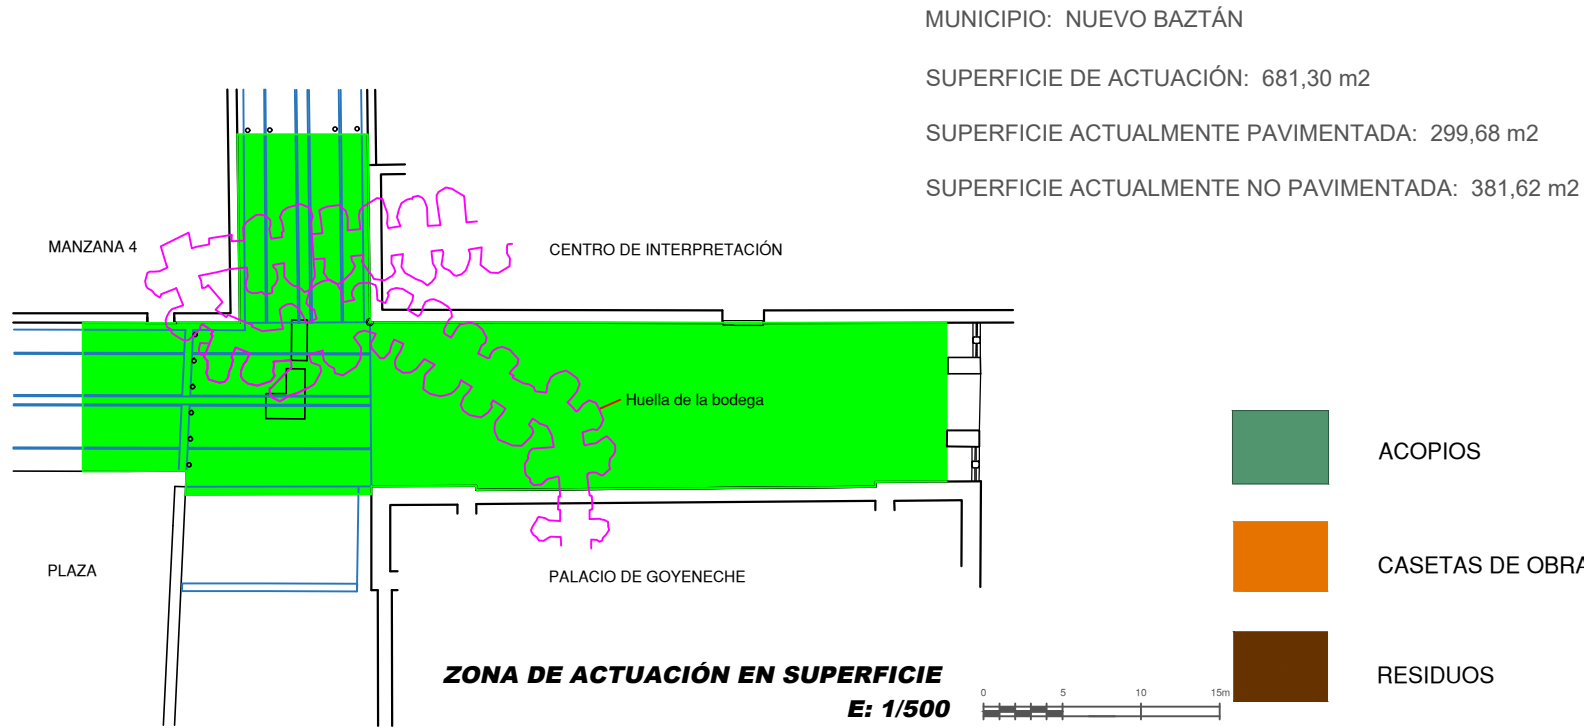 MUNICIPIO: NUEVO BAZTÁN
SUPERFICIE DE ACTUACIÓN: 681,30 m2
SUPERFICIE ACTUALMENTE PAVIMENTADA: 299,68 m2
SUPERFICIE ACTUALMENTE NO PAVIMENTADA: 381,62 m2
MANZANA 4
CENTRO DE INTERPRETACIÓN
Huella de la bodega
PLAZA
PALACIO DE GOYENECHE
ACOPIOS
CASETAS DE OBRA
RESIDUOS
ZONA DE ACTUACIÓN EN SUPERFICIE
E: 1/500
0 5 10 15m